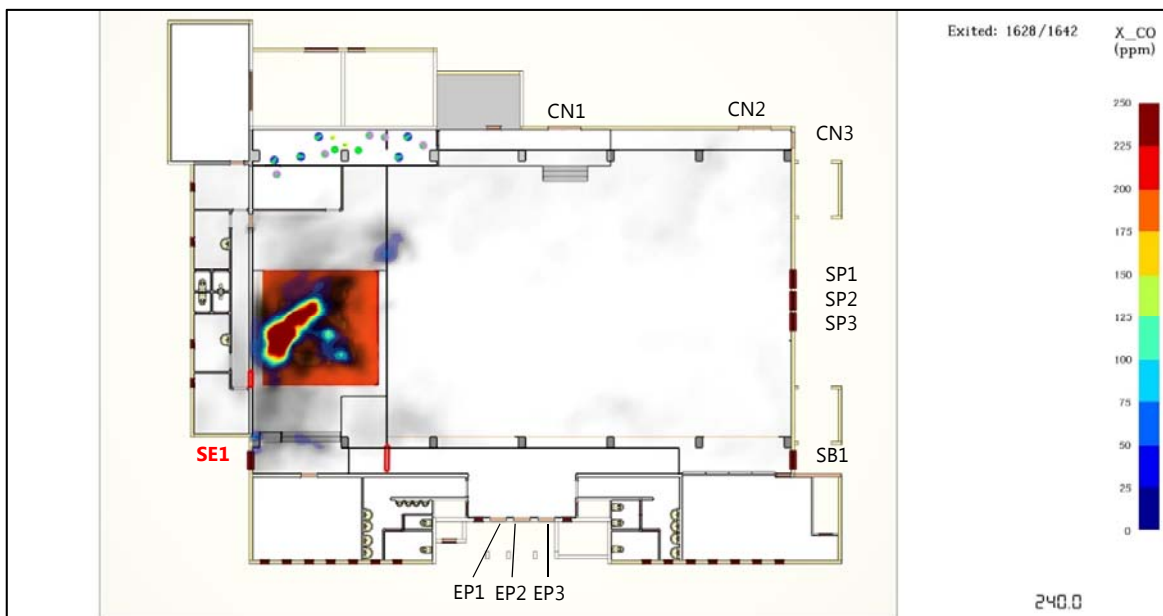 Exited: 1628/1642
X_CO
(ppm)
250
225
200
175
150
125
100
75
50
25
0
CN1
CN2
CN3
SP1
SP2
SP3
SE1
SB1
EP1 EP2 EP3
240.0